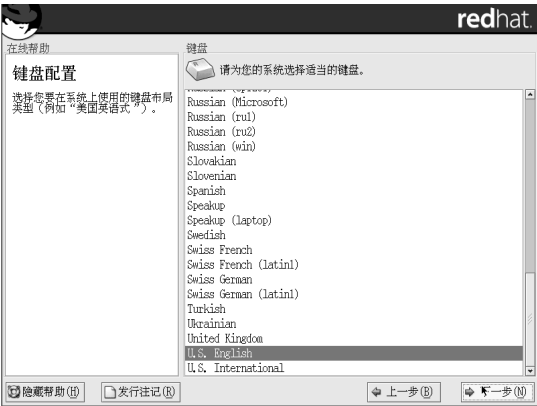 redhat.
在线帮助
键盘配置
选择您要在系统上使用的键盘布局
类型（例如“美国英语式”）。
键盘
请为您的系统选择适当的键盘。
Russian (Microsoft)
Russian (ru1)
Russian (ru2)
Russian (win)
Slovakian
Slovenian
Spanish
Speakup
Speakup (laptop)
Swedish
Swiss French
Swiss French (latin1)
Swiss German
Swiss German (latin1)
Turkish
Ukrainian
United Kingdom
U.S. English
U.S. International
隐藏帮助(H)
发行注记(R)
上一步(B)
下一步(N)